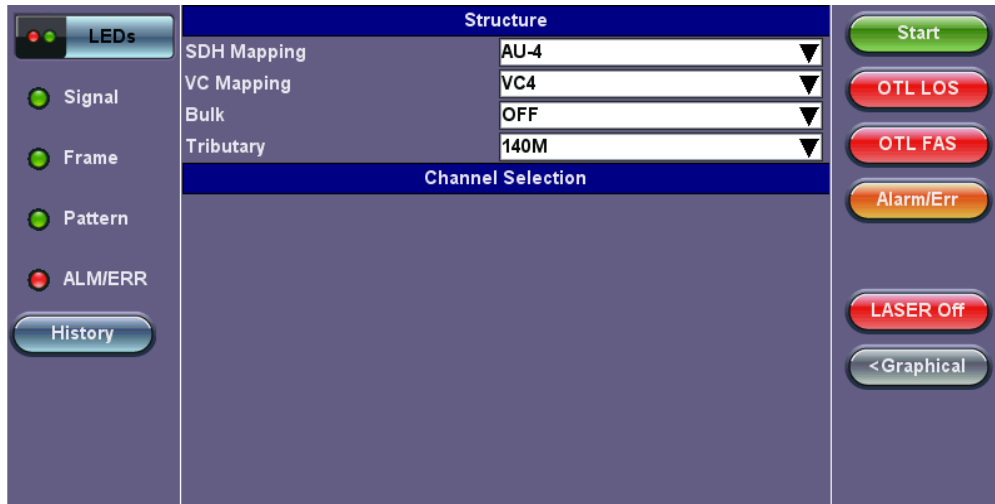 LEDs
Signal
Frame
Pattern
ALM/ERR
History
Structure
SDH Mapping AU-4
VC Mapping VC4
Bulk OFF
Tributary 140M
Channel Selection
Start
OTL LOS
OTL FAS
Alarm/Err
LASER Off
<Graphical